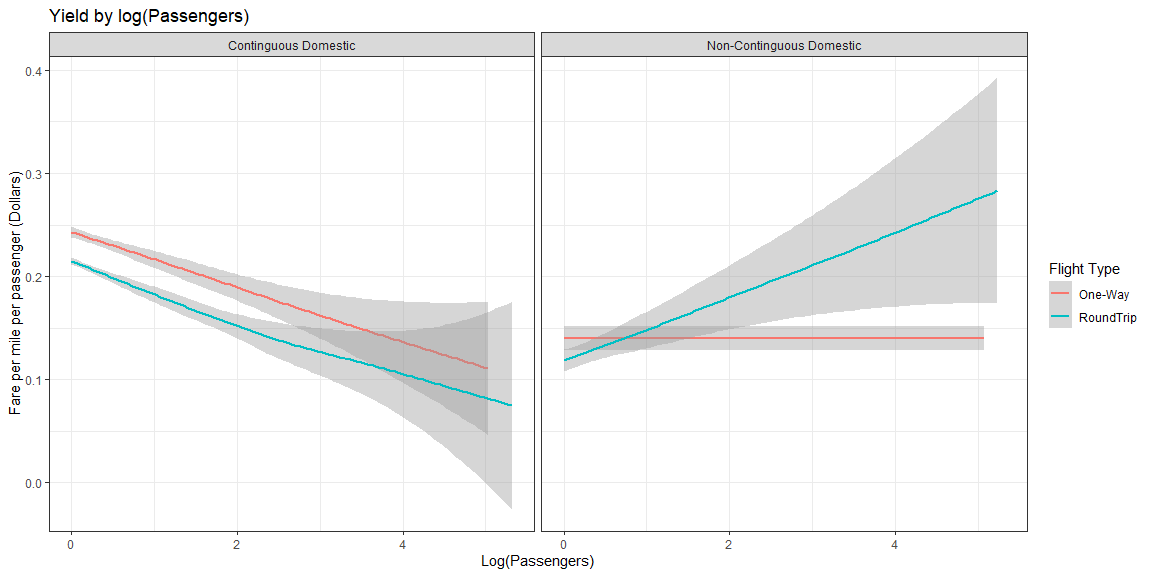 Yield by log(Passengers)
Continguous Domestic
Non-Continguous Domestic
Fare per mile per passenger (Dollars)
0.4
0.3
0.2
0.1
0.0
0
2
4
0
2
4
Log(Passengers)
Flight Type
One-Way
RoundTrip